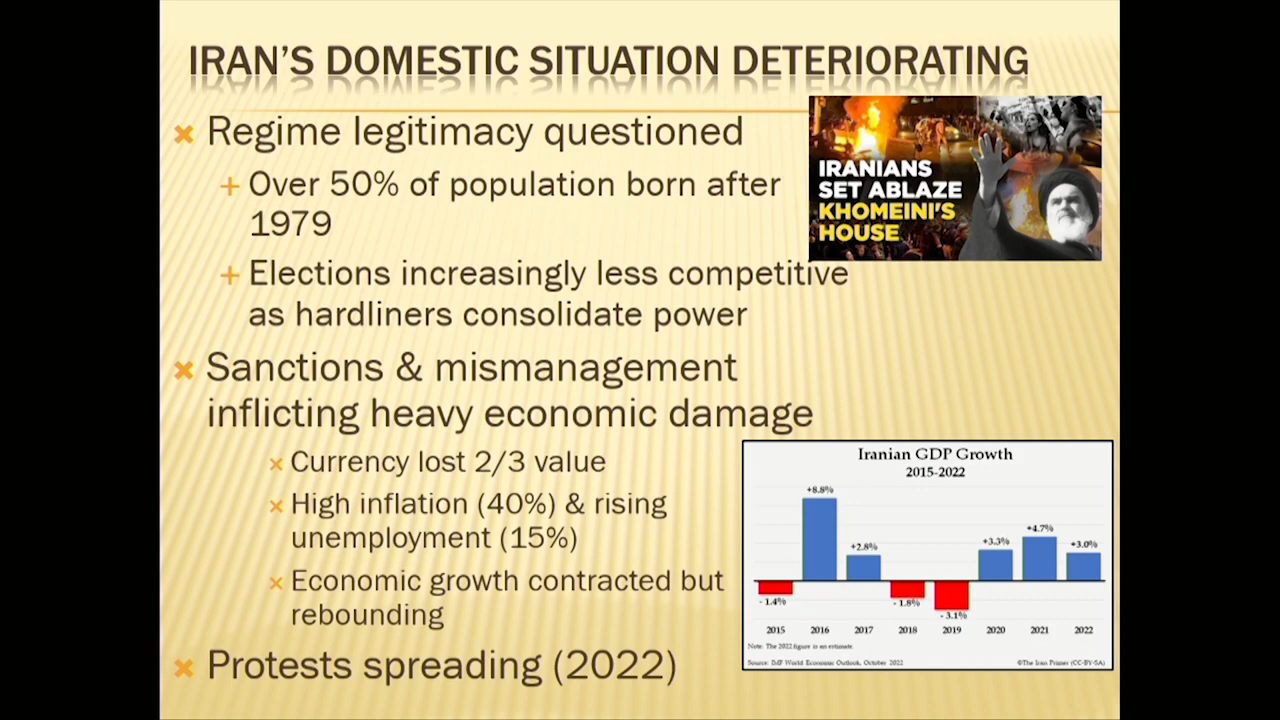 IRAN'S DOMESTIC SITUATION DETERIORATING
Regime legitimacy questioned
Over 50% of population born after
1979
Elections increasingly less competitive
as hardliners consolidate power
Sanctions & mismanagement
inflicting heavy economic damage
Currency lost 2/3 value
High inflation (40%) & rising
unemployment (15%)
Economic growth contracted but
rebounding
Protests spreading (2022)
IRANIANS
SET ABLAZE
KHOMEINI'S
HOUSE
Iranian GDP Growth
2015-2022
+8.8%
+2.8%
+3.3%
+4.7%
+3.0%
- 1.4%
- 1.8%
- 3.1%
2015 2016 2017 2018 2019 2020 2021 2022
Note: The 2022 figure is an estimate.
Source: IMF World Economic Outlook, October 2022 ©The Iran Primer (CC-BY-SA)